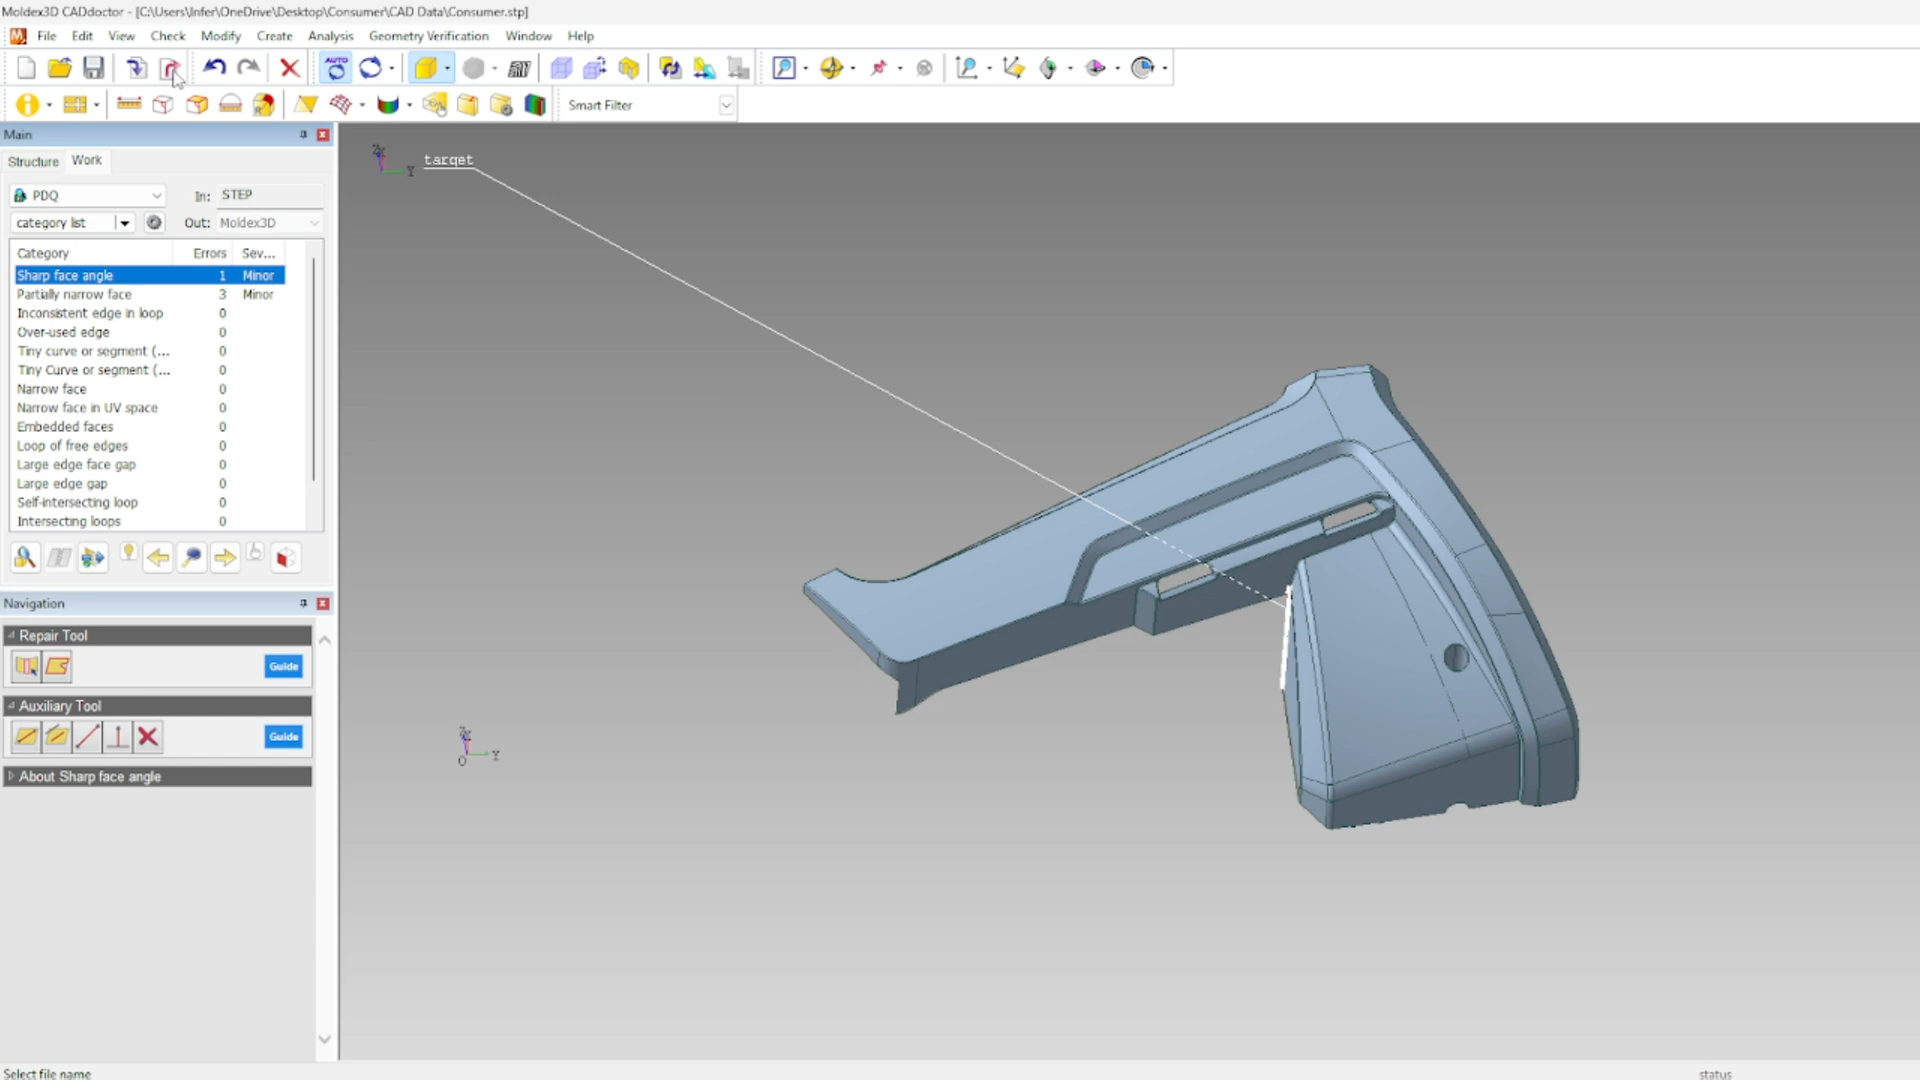 Moldex3D CADdoctor - [C:\Users\Infer\OneDrive\Desktop\Consumer\CAD Data\Consumer.stp]
File Edit View Check Modify Create Analysis Geometry Verification Window Help
AUTO
Smart Filter
Main
Structure Work
PDQ In: STEP
category list Out: Moldex3D
Category Errors Sev...
Sharp face angle 1 Minor
Partially narrow face 3 Minor
Inconsistent edge in loop 0
Over-used edge 0
Tiny curve or segment (... 0
Tiny Curve or segment (... 0
Narrow face 0
Narrow face in UV space 0
Embedded faces 0
Loop of free edges 0
Large edge face gap 0
Large edge gap 0
Self-intersecting loop 0
Intersecting loops 0
Navigation
Repair Tool
Guide
Auxiliary Tool
Guide
About Sharp face angle
Y
target
Y
O
Select file name
status